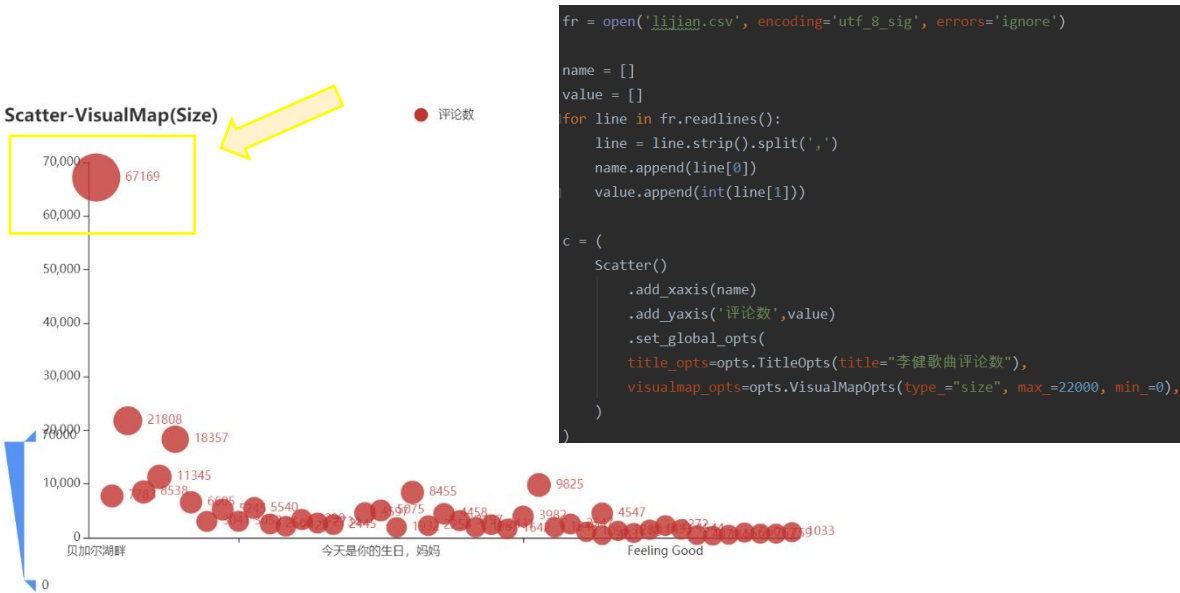 Scatter-VisualMap(Size)
评论数
70,000
67169
60,000
50,000
40,000
30,000
20,000
70000
21808
18357
11345
10,000
8538
5540
5075
8455
4458
9825
3982
4547
1033
0
贝加尔湖畔
今天是你的生日，妈妈
Feeling Good
0
fr = open('lijian.csv', encoding='utf_8_sig', errors='ignore')
name = []
value = []
for line in fr.readlines():
line = line.strip().split(',')
name.append(line[0])
value.append(int(line[1]))
c = (
Scatter()
.add_xaxis(name)
.add_yaxis('评论数',value)
.set_global_opts(
title_opts=opts.TitleOpts(title="李健歌曲评论数"),
visualmap_opts=opts.VisualMapOpts(type_="size", max_=22000, min_=0),
)
)